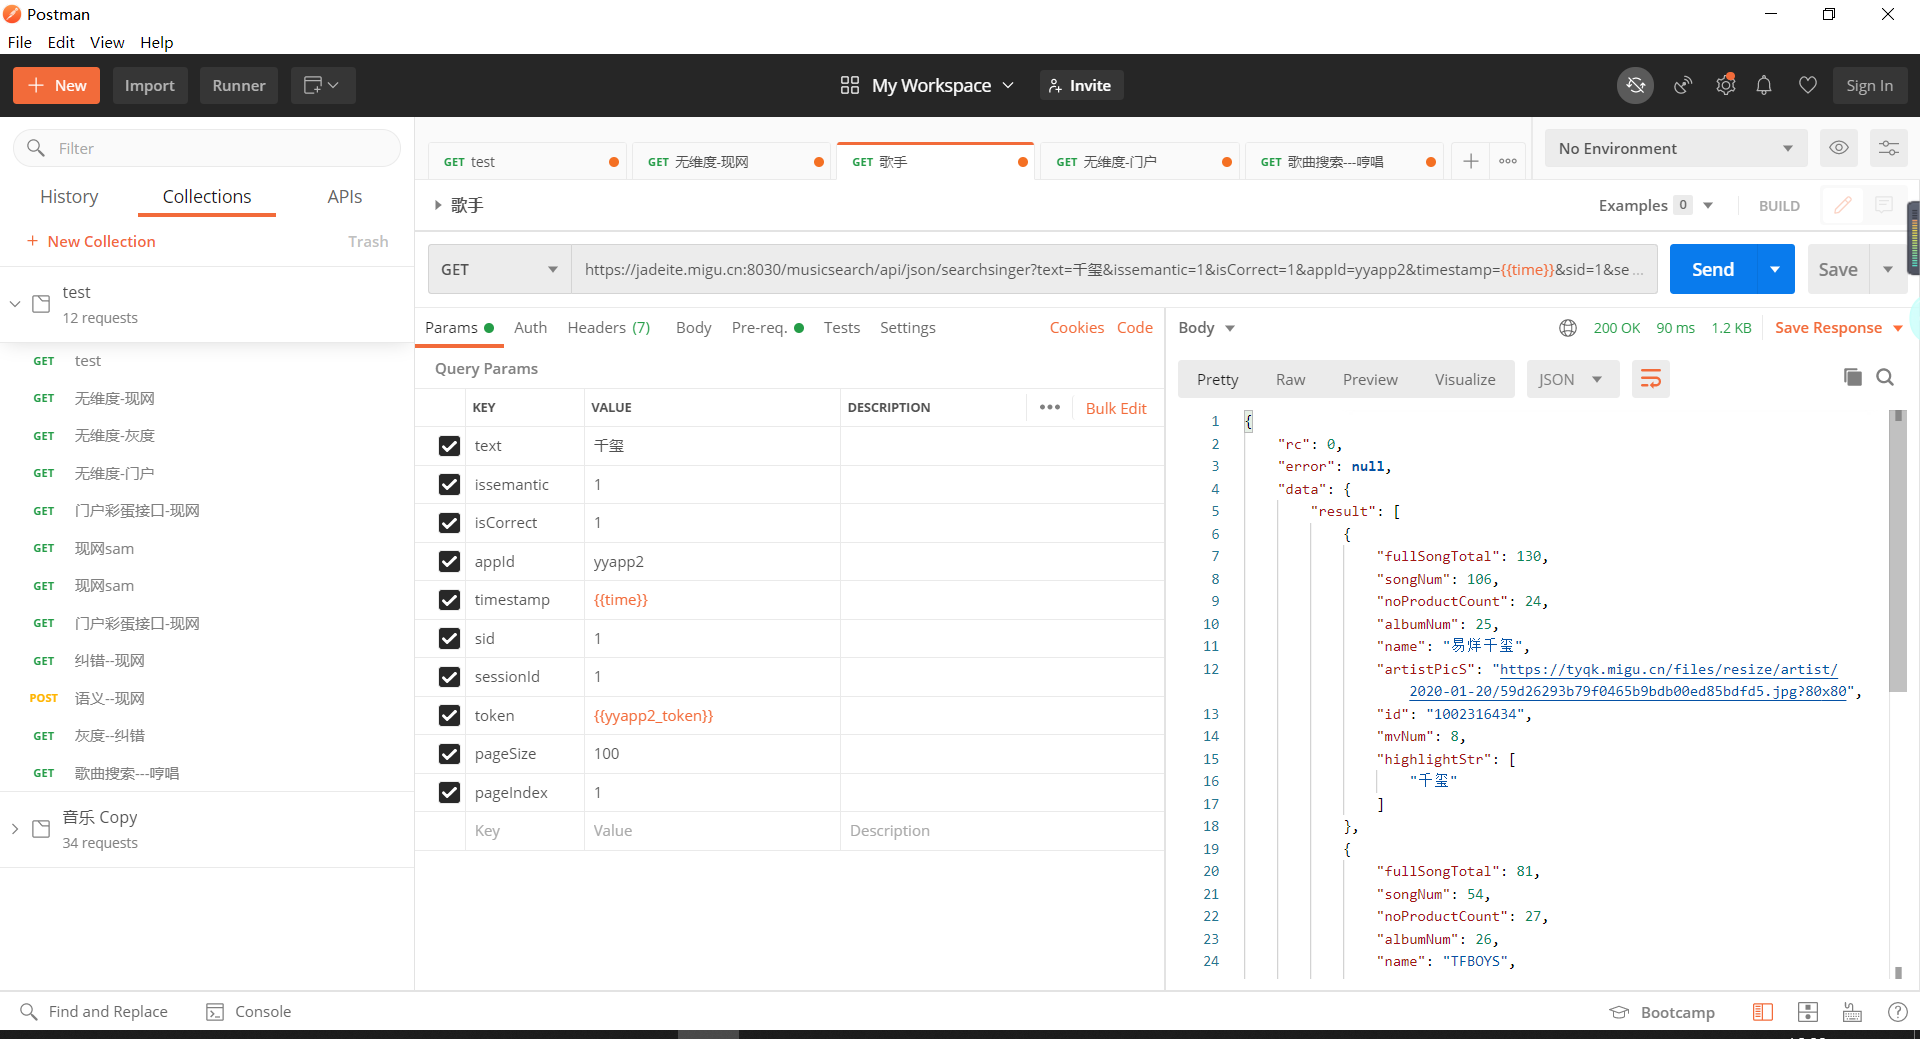 Postman
File Edit View Help
New Import Runner My Workspace Invite Sign In
Filter
History Collections APIs
+ New Collection Trash
test
12 requests
GET test
GET 无维度-现网
GET 无维度-灰度
GET 无维度-门户
GET 门户彩蛋接口-现网
GET 现网sam
GET 现网sam
GET 门户彩蛋接口-现网
GET 纠错--现网
POST 语义--现网
GET 灰度--纠错
GET 歌曲搜索---哼唱
音乐 Copy
34 requests
GET test GET 无维度-现网 GET 歌手 GET 无维度-门户 GET 歌曲搜索---哼唱 No Environment
歌手 Examples 0 BUILD
GET https://jadeite.migu.cn:8030/musicsearch/api/json/searchsinger?text=千玺&issemantic=1&isCorrect=1&appId=yyapp2&timestamp={{time}}&sid=1&se... Send Save
Params Auth Headers (7) Body Pre-req. Tests Settings Cookies Code
Query Params
KEY VALUE DESCRIPTION ••• Bulk Edit
text 千玺
issemantic 1
isCorrect 1
appId yyapp2
timestamp {{time}}
sid 1
sessionId 1
token {{yyapp2_token}}
pageSize 100
pageIndex 1
Key Value Description
Body 200 OK 90 ms 1.2 KB Save Response
Pretty Raw Preview Visualize JSON
1 {
2 "rc": 0,
3 "error": null,
4 "data": {
5 "result": [
6 {
7 "fullSongTotal": 130,
8 "songNum": 106,
9 "noProductCount": 24,
10 "albumNum": 25,
11 "name": "易烊千玺",
12 "artistPicS": "https://tyqk.migu.cn/files/resize/artist/
2020-01-20/59d26293b79f0465b9bdb00ed85bdfd5.jpg?80x80",
13 "id": "1002316434",
14 "mvNum": 8,
15 "highlightStr": [
16 "千玺"
17 ]
18 },
19 {
20 "fullSongTotal": 81,
21 "songNum": 54,
22 "noProductCount": 27,
23 "albumNum": 26,
24 "name": "TFBOYS",
Find and Replace Console Bootcamp